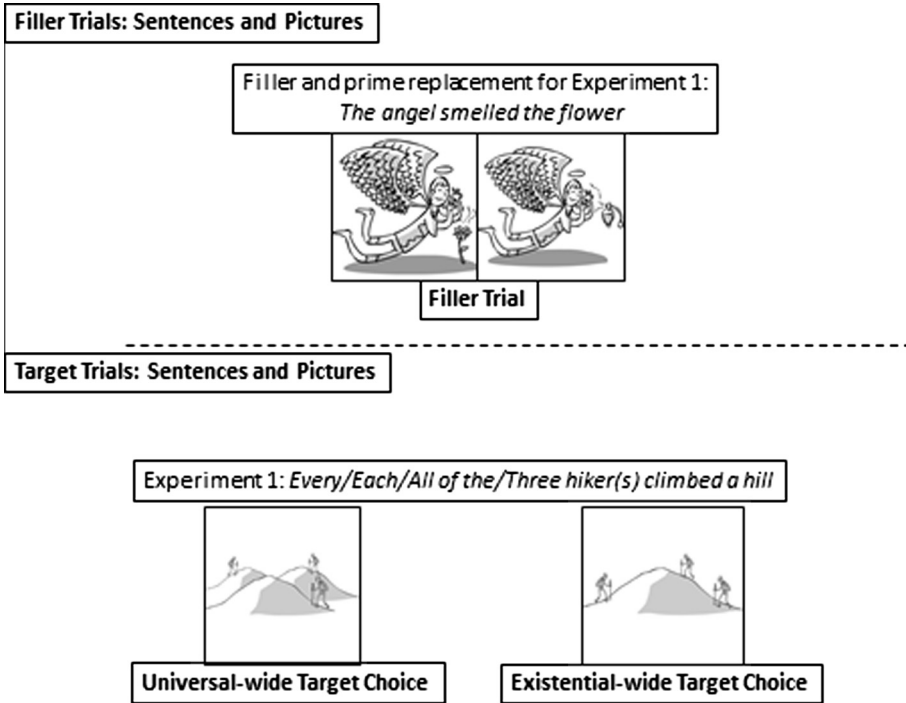 Filler Trials: Sentences and Pictures
Filler and prime replacement for Experiment 1:
The angel smelled the flower
Filler Trial
Target Trials: Sentences and Pictures
Experiment 1: Every/Each/All of the/Three hiker(s) climbed a hill
Universal-wide Target Choice
Existential-wide Target Choice